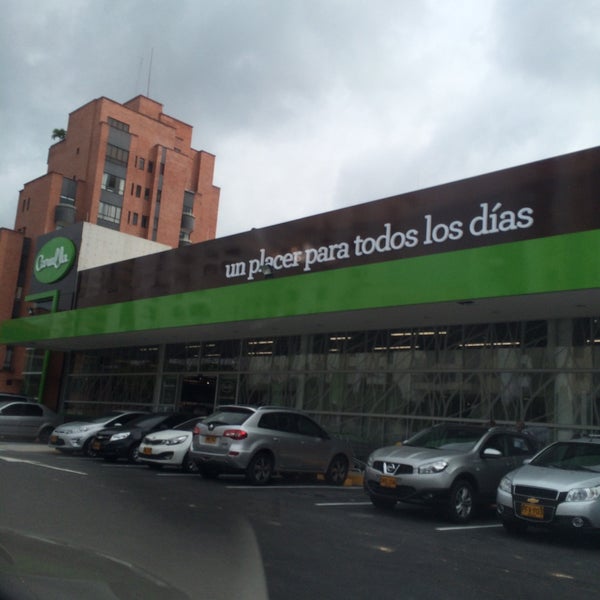 Carulla
un placer para todos los días